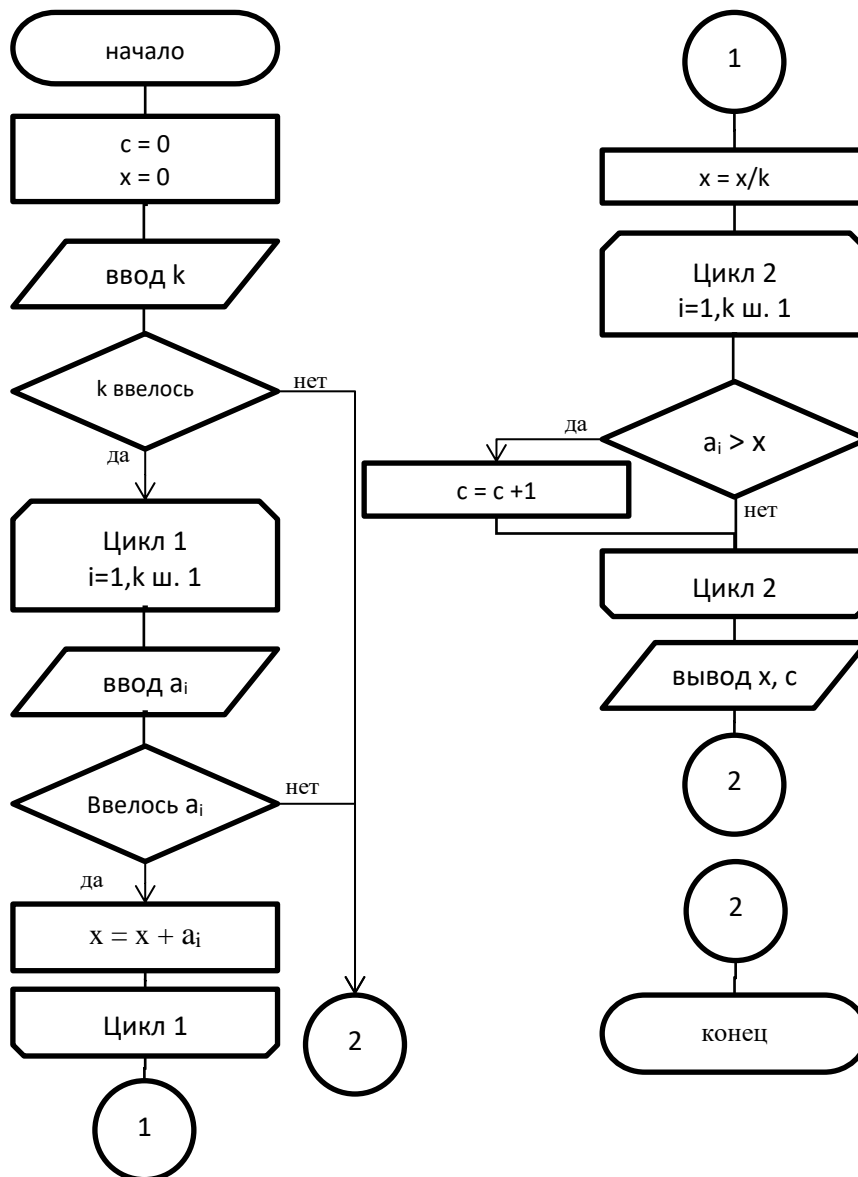 начало
c = 0
x = 0
ввод k
k ввелось
нет
да
Цикл 1
i=1,k ш. 1
ввод aᵢ
Ввелось aᵢ
нет
да
x = x + aᵢ
Цикл 1
1
2
1
x = x/k
Цикл 2
i=1,k ш. 1
aᵢ > x
да
c = c +1
нет
Цикл 2
вывод x, c
2
2
конец